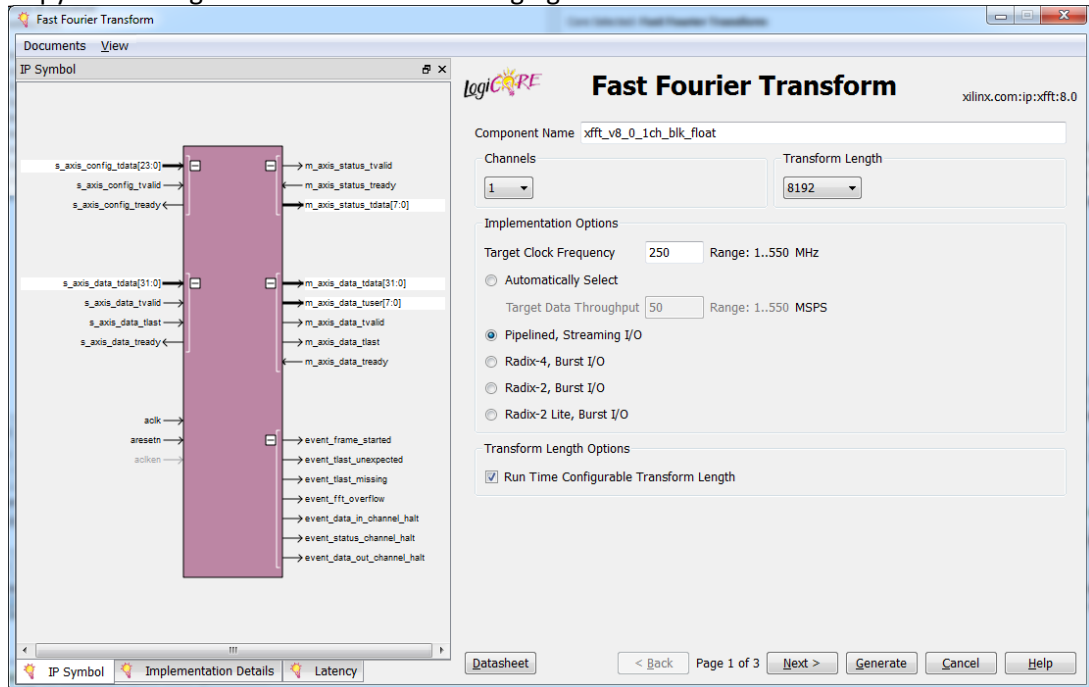 Fast Fourier Transform
Documents View
IP Symbol
s_axis_config_tdata[23:0]
s_axis_config_tvalid
s_axis_config_tready
s_axis_data_tdata[31:0]
s_axis_data_tvalid
s_axis_data_tlast
s_axis_data_tready
aclk
aresetn
aclken
m_axis_status_tvalid
m_axis_status_tready
m_axis_status_tdata[7:0]
m_axis_data_tdata[31:0]
m_axis_data_tuser[7:0]
m_axis_data_tvalid
m_axis_data_tlast
m_axis_data_tready
event_frame_started
event_tlast_unexpected
event_tlast_missing
event_fft_overflow
event_data_in_channel_halt
event_status_channel_halt
event_data_out_channel_halt
IP Symbol Implementation Details Latency
logiCORE Fast Fourier Transform xilinx.com:ip:xfft:8.0
Component Name xfft_v8_0_1ch_blk_float
Channels Transform Length
1 8192
Implementation Options
Target Clock Frequency 250 Range: 1..550 MHz
Automatically Select
Target Data Throughput 50 Range: 1..550 MSPS
Pipelined, Streaming I/O
Radix-4, Burst I/O
Radix-2, Burst I/O
Radix-2 Lite, Burst I/O
Transform Length Options
Run Time Configurable Transform Length
Datasheet < Back Page 1 of 3 Next > Generate Cancel Help